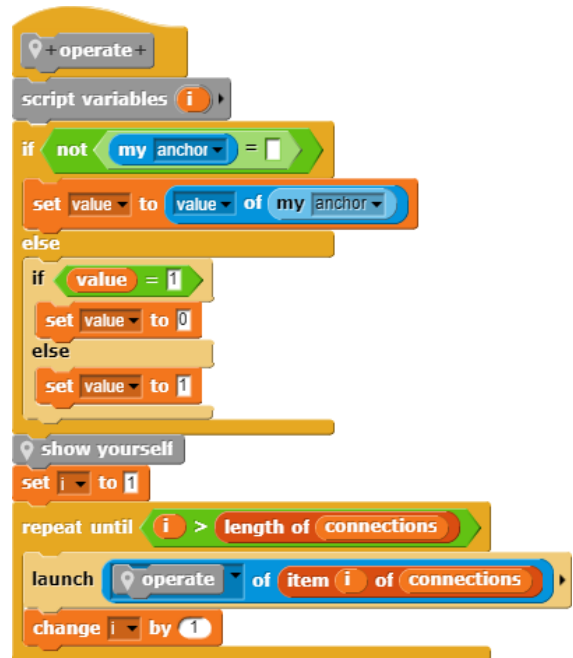 +operate+
script variables i
if not my anchor =
set value to value of my anchor
else
if value = 1
set value to 0
else
set value to 1
show yourself
set i to 1
repeat until i > length of connections
launch operate of item i of connections
change i by 1